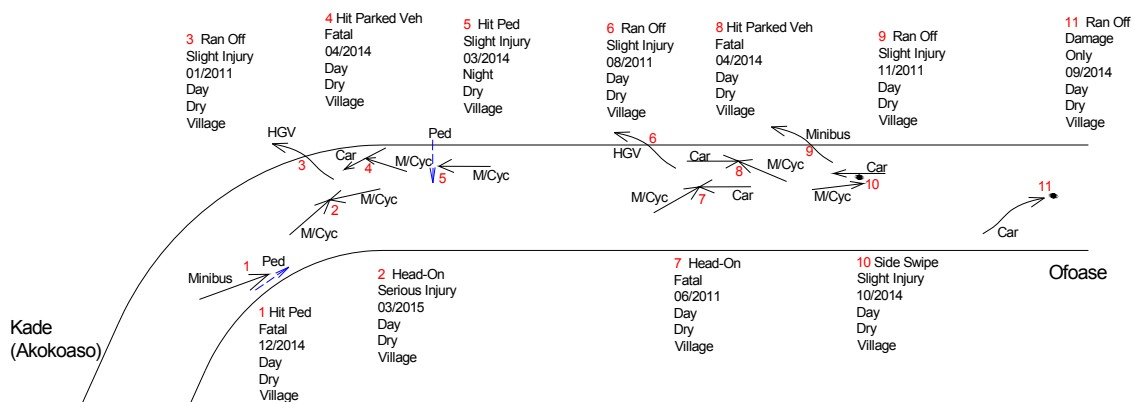 3 Ran Off
Slight Injury
01/2011
Day
Dry
Village
4 Hit Parked Veh
Fatal
04/2014
Day
Dry
Village
5 Hit Ped
Slight Injury
03/2014
Night
Dry
Village
6 Ran Off
Slight Injury
08/2011
Day
Dry
Village
8 Hit Parked Veh
Fatal
04/2014
Day
Dry
Village
9 Ran Off
Slight Injury
11/2011
Day
Dry
Village
11 Ran Off
Damage
Only
09/2014
Day
Dry
Village
HGV
3
Car
4
M/Cyc
Ped
5
M/Cyc
2
M/Cyc
M/Cyc
1
Ped
Minibus
HGV
6
Car
8
M/Cyc
M/Cyc
7
Car
Minibus
9
Car
M/Cyc
10
11
Car
1 Hit Ped
Fatal
12/2014
Day
Dry
Village
2 Head-On
Serious Injury
03/2015
Day
Dry
Village
7 Head-On
Fatal
06/2011
Day
Dry
Village
10 Side Swipe
Slight Injury
10/2014
Day
Dry
Village
Kade
(Akokoaso)
Ofoase